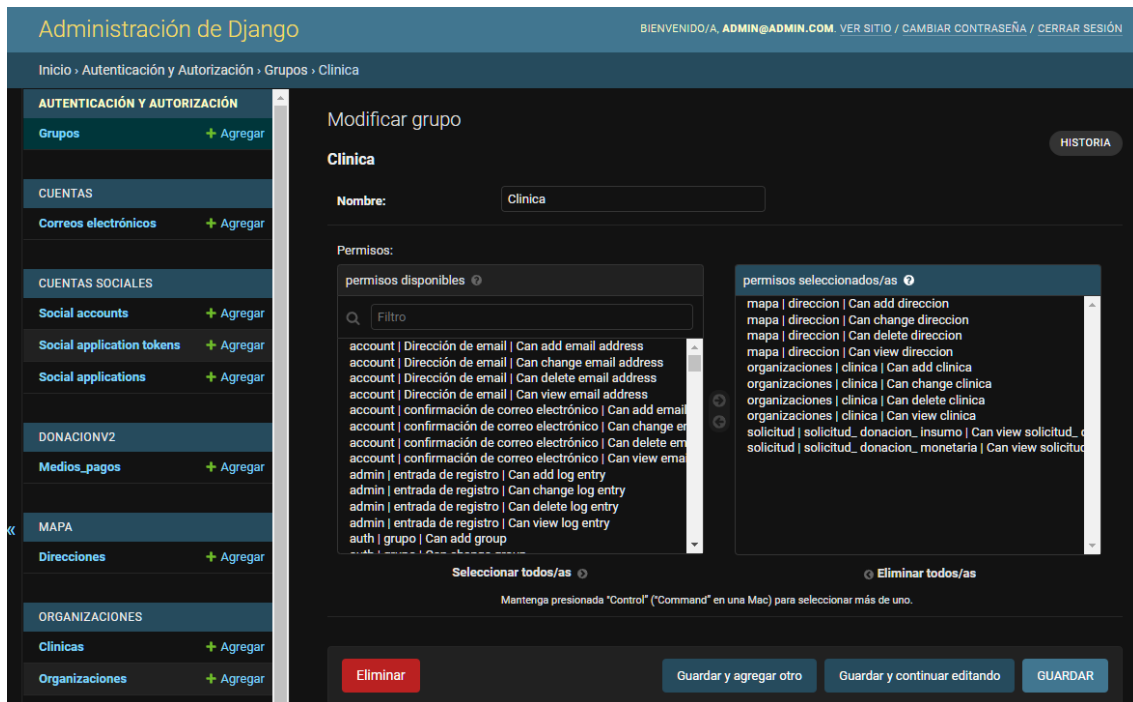 Administración de Django
BIENVENIDO/A, ADMIN@ADMIN.COM. VER SITIO / CAMBIAR CONTRASEÑA / CERRAR SESIÓN
Inicio › Autenticación y Autorización › Grupos › Clinica
AUTENTICACIÓN Y AUTORIZACIÓN
Grupos + Agregar
CUENTAS
Correos electrónicos + Agregar
CUENTAS SOCIALES
Social accounts + Agregar
Social application tokens + Agregar
Social applications + Agregar
DONACIONV2
Medios_pagos + Agregar
«
MAPA
Direcciones + Agregar
ORGANIZACIONES
Clinicas + Agregar
Organizaciones + Agregar
Modificar grupo
HISTORIA
Clinica
Nombre: Clinica
Permisos:
permisos disponibles
Filtro
account | Dirección de email | Can add email address
account | Dirección de email | Can change email address
account | Dirección de email | Can delete email address
account | Dirección de email | Can view email address
account | confirmación de correo electrónico | Can add email
account | confirmación de correo electrónico | Can change
account | confirmación de correo electrónico | Can delete
account | confirmación de correo electrónico | Can view
admin | entrada de registro | Can add log entry
admin | entrada de registro | Can change log entry
admin | entrada de registro | Can delete log entry
admin | entrada de registro | Can view log entry
auth | grupo | Can add group
Seleccionar todos/as
permisos seleccionados/as
mapa | direccion | Can add direccion
mapa | direccion | Can change direccion
mapa | direccion | Can delete direccion
mapa | direccion | Can view direccion
organizaciones | clinica | Can add clinica
organizaciones | clinica | Can change clinica
organizaciones | clinica | Can delete clinica
organizaciones | clinica | Can view clinica
solicitud | solicitud_ donacion_ insumo | Can view solicitud_
solicitud | solicitud_ donacion_ monetaria | Can view solicitud
Eliminar todos/as
Mantenga presionada "Control" ("Command" en una Mac) para seleccionar más de uno.
Eliminar
Guardar y agregar otro
Guardar y continuar editando
GUARDAR